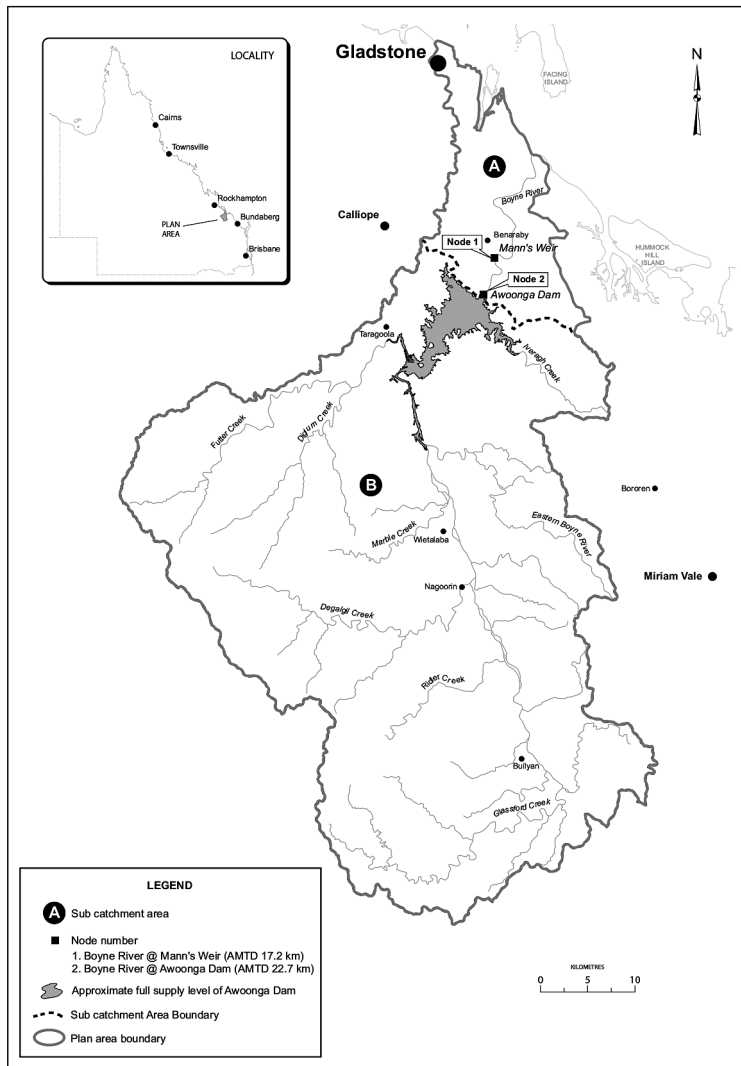 LOCALITY
Cairns
Townsville
Rockhampton
PLAN
AREA
Bundaberg
Brisbane
Gladstone
N
FACING
ISLAND
A
Boyne River
Calliope
Benaraby
Node 1
Mann's Weir
HUMMOCK
HILL
ISLAND
Node 2
Awoonga Dam
Taragoola
Iveragh Creek
Futter Creek
Diglum Creek
B
Bororen
Eastern Boyne
River
Marble Creek
Wietalaba
Miriam Vale
Nagoorin
Degalgil Creek
Rider Creek
Builyan
Glassford Creek
LEGEND
A Sub catchment area
Node number
1. Boyne River @ Mann's Weir (AMTD 17.2 km)
2. Boyne River @ Awoonga Dam (AMTD 22.7 km)
Approximate full supply level of Awoonga Dam
Sub catchment Area Boundary
Plan area boundary
KILOMETRES
0 5 10 15